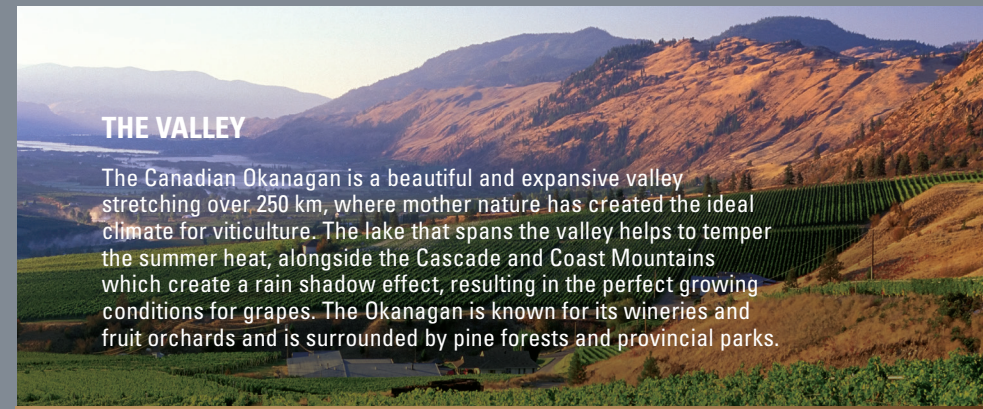 THE VALLEY
The Canadian Okanagan is a beautiful and expansive valley
stretching over 250 km, where mother nature has created the ideal
climate for viticulture. The lake that spans the valley helps to temper
the summer heat, alongside the Cascade and Coast Mountains
which create a rain shadow effect, resulting in the perfect growing
conditions for grapes. The Okanagan is known for its wineries and
fruit orchards and is surrounded by pine forests and provincial parks.